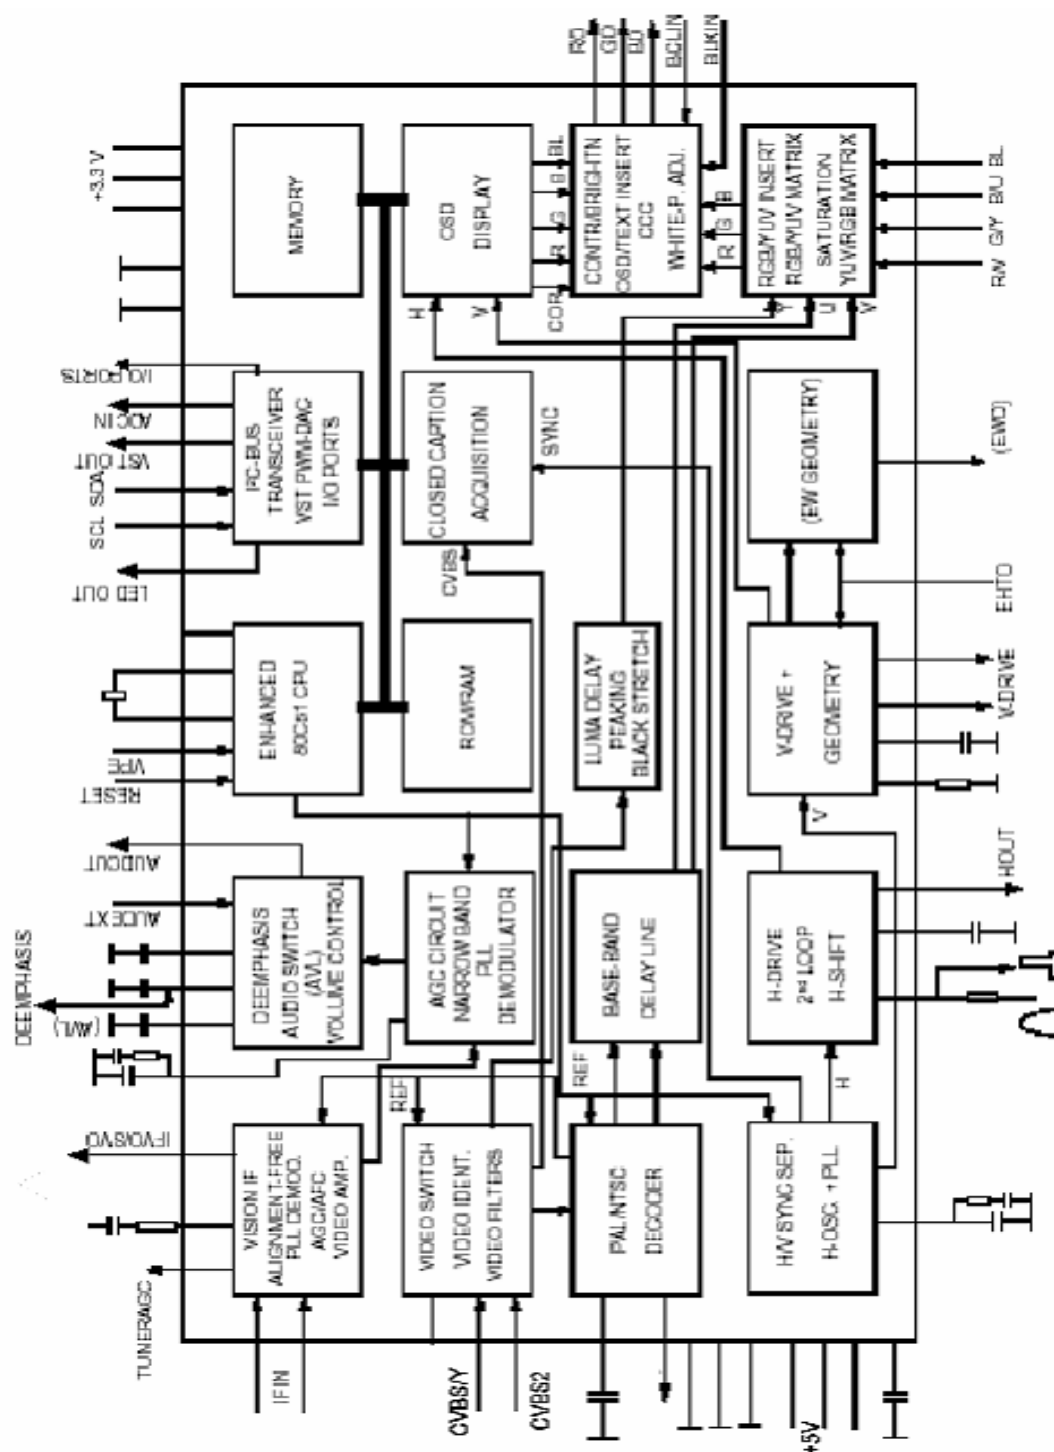 +3.3 V
I/O PORTS
ADC IN
VST OUT
SCL SDA
LED OUT
VPE
RESET
AUDOUT
AUDEXT
DEEMPHASIS
(AVL)
IFVO/SVO
TUNERAGC
IFIN
MEMORY
I²C-BUS
TRANSCEIVER
VST PWM-DAC
I/O PORTS
ENHANCED
80C51 CPU
DEEMPHASIS
AUDIO SWITCH
(AVL)
VOLUME CONTROL
VISION IF
ALIGNMENT-FREE
PLL DEMOD.
AGC/AFC
VIDEO AMP.
OSD
DISPLAY
H
V
CLOSED CAPTION
ACQUISITION
CVBS
SYNC
ROM/RAM
AGC CIRCUIT
NARROW BAND
PLL
DEMODULATOR
REF
VIDEO SWITCH
VIDEO IDENT.
VIDEO FILTERS
CVBS/Y
CVBS2
COR
R
G
B
BL
RO
GO
BO
BCLIN
BLKIN
CONTR/BRIGHTN
OSD/TEXT INSERT
CCC
WHITE-P. ADJ.
R
G
B
LUMA DELAY
PEAKING
BLACK STRETCH
BASE-BAND
DELAY LINE
REF
PAL/NTSC
DECODER
RGB/YUV INSERT
RGB/YUV MATRIX
SATURATION
YUV/RGB MATRIX
Y
U
V
R/V
G/Y
B/U
BL
(EW GEOMETRY)
(EWD)
EHTO
V-DRIVE +
GEOMETRY
V-DRIVE
V
H-DRIVE
2nd LOOP
H-SHIFT
HOUT
H
H/V SYNC SEP.
H-OSC. + PLL
+5V